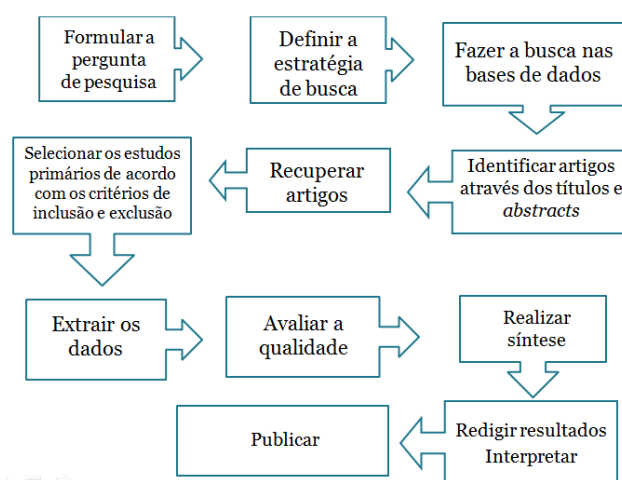 Formular a
pergunta
de pesquisa
Definir a
estratégia
de busca
Fazer a busca nas
bases de dados
Identificar artigos
através dos títulos e
abstracts
Recuperar
artigos
Selecionar os estudos
primários de acordo
com os critérios de
inclusão e exclusão
Extrair os
dados
Avaliar a
qualidade
Realizar
síntese
Redigir resultados
Interpretar
Publicar